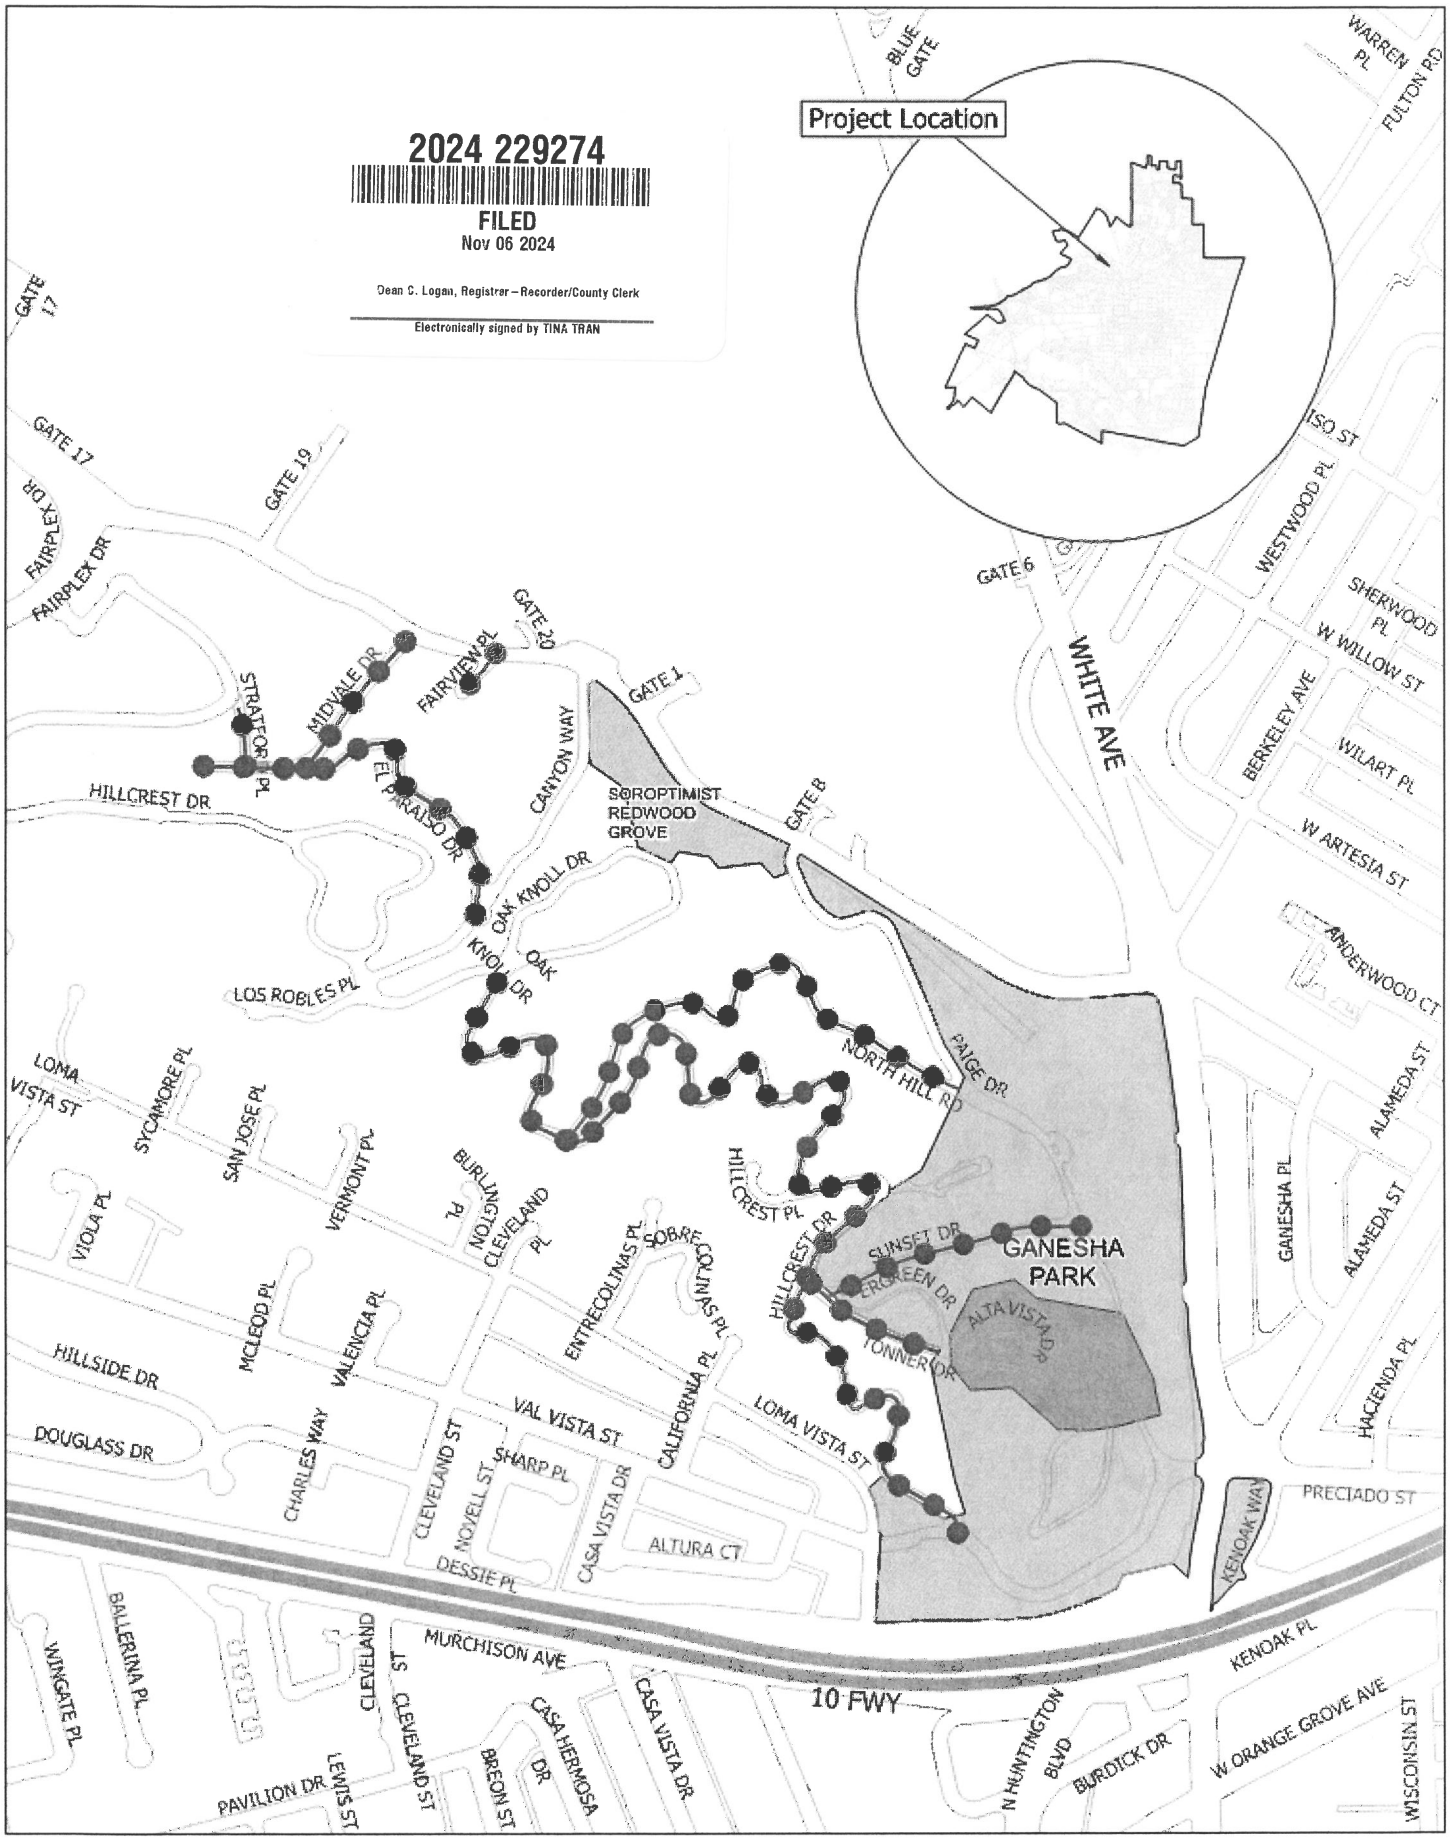 BLUE
GATE
WARREN
PL
FULTON RD
Project Location
2024 229274
FILED
Nov 06 2024
Dean C. Logan, Registrar – Recorder/County Clerk
Electronically signed by TINA TRAN
GATE
17
GATE 17
GATE 19
FAIRPLEX DR
FAIRPLEX DR
ISO ST
WESTWOOD PL
GATE 6
SHERWOOD
PL
W WILLOW ST
WHITE AVE
BERKELEY AVE
WILART PL
W ARTESIA ST
GATE 20
FAIRVIEW PL
MIDVALE DR
GATE 1
CANYON WAY
HILLCREST DR
EL
PARAISO DR
SOROPTIMIST
REDWOOD
GROVE
GATE B
OAK KNOLL DR
OAK
KNOLL DR
LOS ROBLES PL
ANDERWOOD CT
PAIGE DR
NORTH HILL RD
LOMA
VISTA ST
SYCAMORE PL
SAN JOSE PL
VERMONT PL
VIOLA PL
BURLINGTON
PL
CLEVELAND
PL
HILLCREST PL
ALAMEDA ST
GANESHA PL
ALAMEDA ST
ENTRECOLINAS PL
HILLCREST DR
SUNSET DR
GANESHA
PARK
ALTA VISTA DR
TONNER DR
MCLEOD PL
VALENCIA PL
HILLSIDE DR
DOUGLASS DR
CHARLES WAY
CALIFORNIA PL
LOMA VISTA ST
VAL VISTA ST
SHARP PL
CLEVELAND ST
NOVELL ST
CASA VISTA DR
ALTURA CT
DESSIE PL
HACIENDA PL
PRECIADO ST
KENOAK WAY
BALLERINA PL
WINGATE PL
CLEVELAND
ST
MURCHISON AVE
10 FWY
KENOAK PL
CLEVELAND ST
CASA HERMOSA
DR
CASA VISTA DR
N HUNTINGTON
BLVD
BURDICK DR
W ORANGE GROVE AVE
WISCONSIN ST
PAVILION DR
LEWIS ST
BREON ST